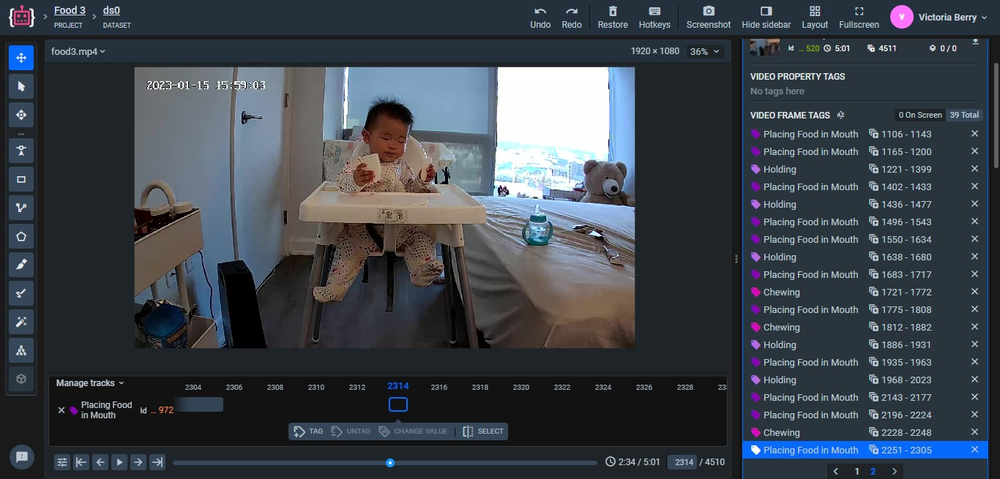 Food 3
PROJECT
ds0
DATASET
Undo
Redo
Restore
Hotkeys
Screenshot
Hide sidebar
Layout
Fullscreen
V
Victoria Berry
food3.mp4
1920 × 1080
36%
2023-01-15 15:59:03
id ... 520 5:01 4511 0 / 0
VIDEO PROPERTY TAGS
No tags here
VIDEO FRAME TAGS
0 On Screen 39 Total
Placing Food in Mouth 1106 - 1143
Placing Food in Mouth 1165 - 1200
Holding 1221 - 1399
Placing Food in Mouth 1402 - 1433
Holding 1436 - 1477
Placing Food in Mouth 1496 - 1543
Placing Food in Mouth 1550 - 1634
Holding 1638 - 1680
Placing Food in Mouth 1683 - 1717
Chewing 1721 - 1772
Placing Food in Mouth 1775 - 1808
Chewing 1812 - 1882
Holding 1886 - 1931
Placing Food in Mouth 1935 - 1963
Holding 1968 - 2023
Placing Food in Mouth 2143 - 2177
Placing Food in Mouth 2196 - 2224
Chewing 2228 - 2248
Placing Food in Mouth 2251 - 2305
1 2
Manage tracks
2304 2306 2308 2310 2312 2314 2316 2318 2320 2322 2324 2326 2328
Placing Food
in Mouth
id ... 972
TAG UNTAG CHANGE VALUE SELECT
2:34 / 5:01
2314 / 4510